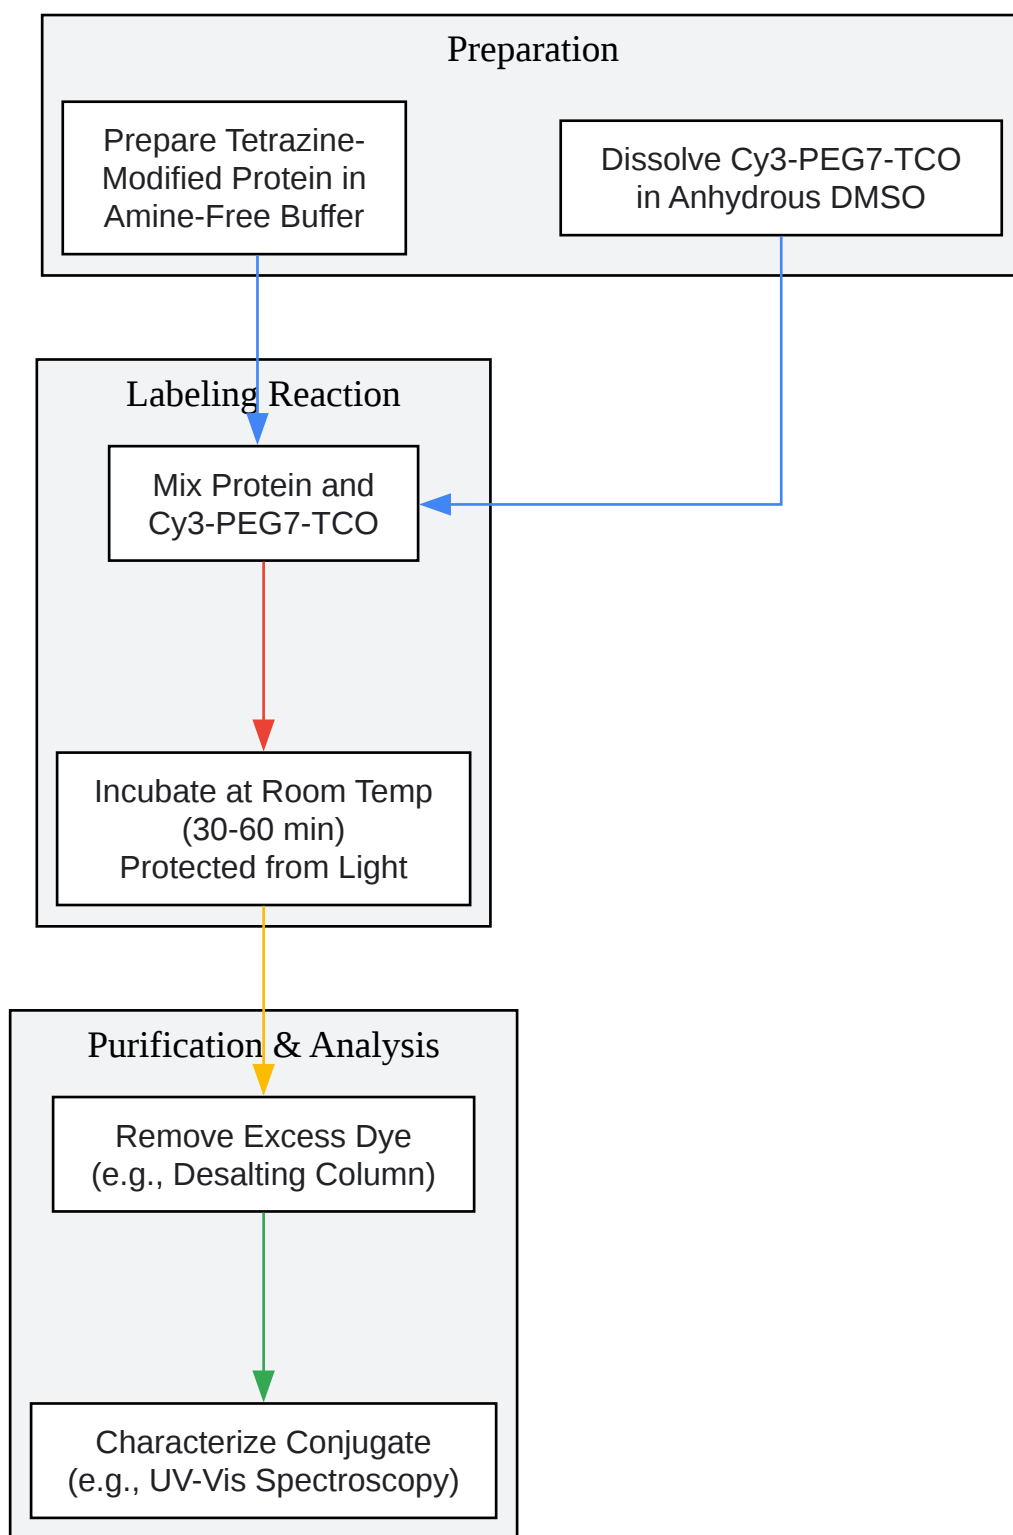 Preparation
Prepare Tetrazine-
Modified Protein in
Amine-Free Buffer
Dissolve Cy3-PEG7-TCO
in Anhydrous DMSO
Labeling Reaction
Mix Protein and
Cy3-PEG7-TCO
Incubate at Room Temp
(30-60 min)
Protected from Light
Purification & Analysis
Remove Excess Dye
(e.g., Desalting Column)
Characterize Conjugate
(e.g., UV-Vis Spectroscopy)